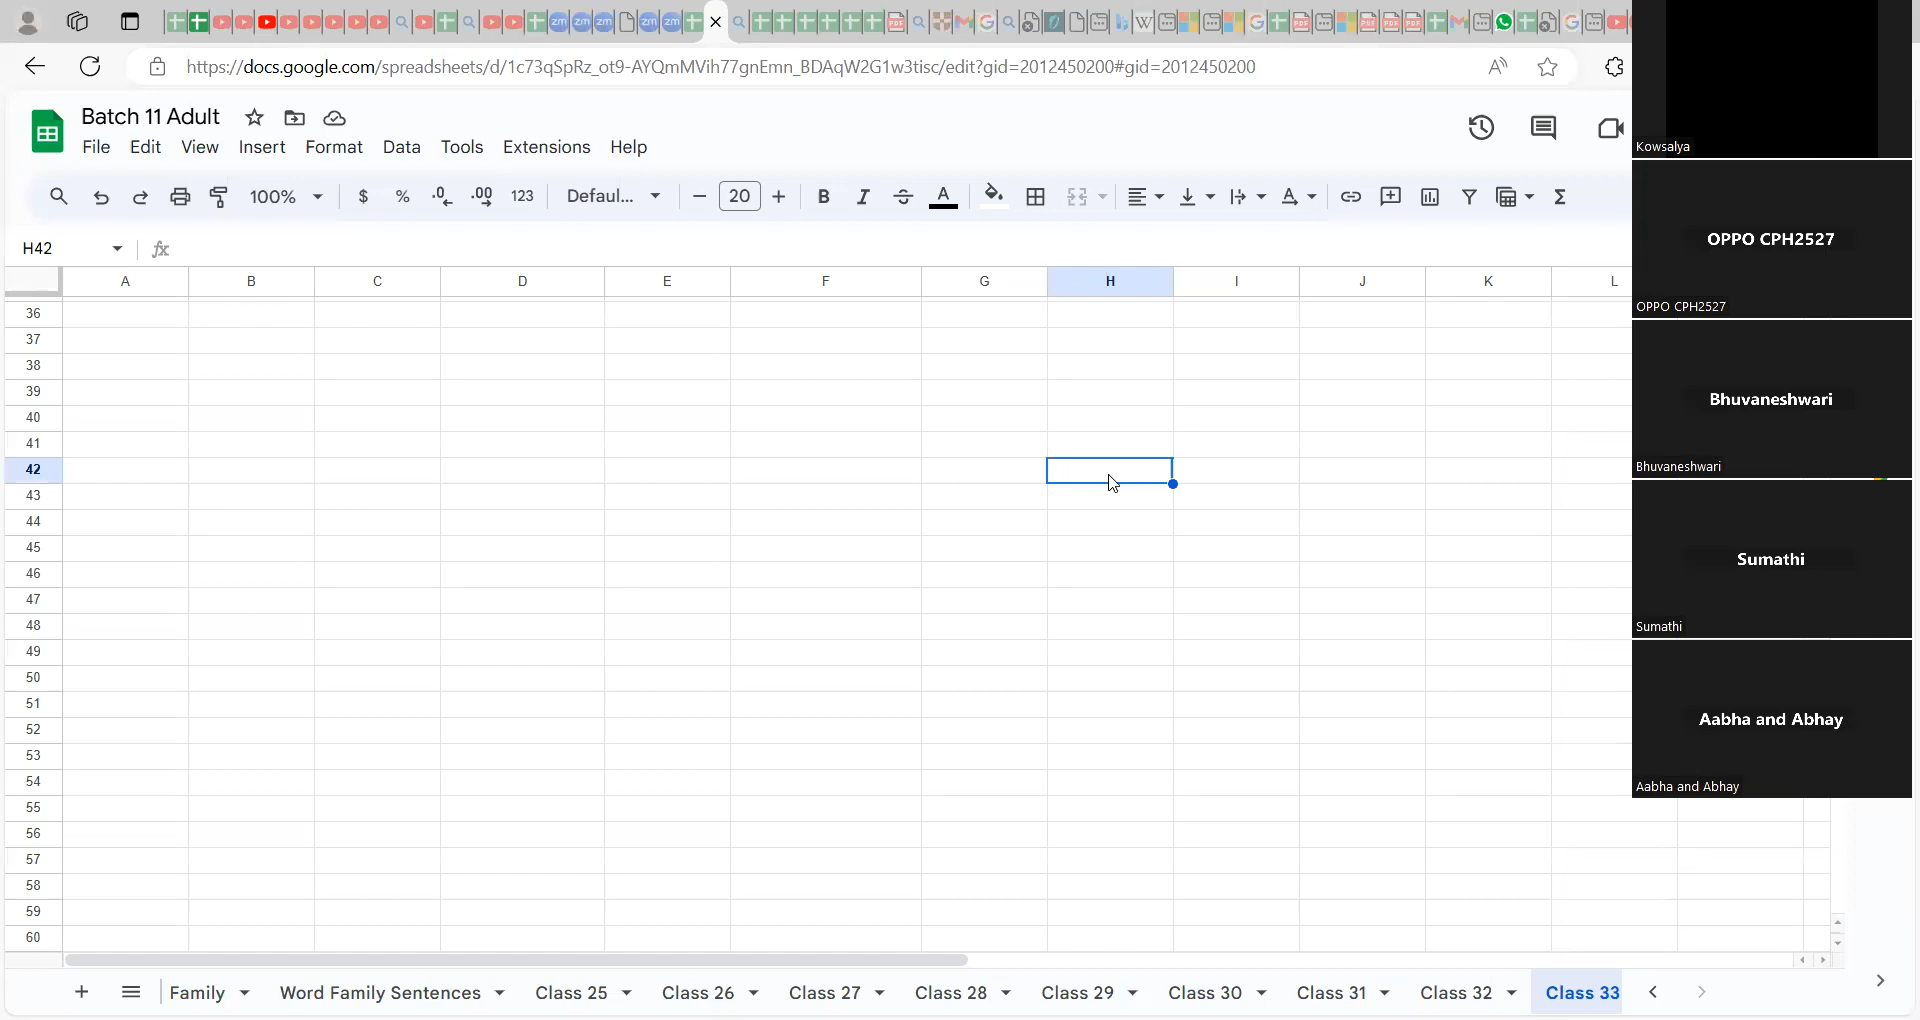 https://docs.google.com/spreadsheets/d/1c73qSpRz_ot9-AYQmMVih77gnEmn_BDAqW2G1w3tisc/edit?gid=2012450200#gid=2012450200
Batch 11 Adult
File Edit View Insert Format Data Tools Extensions Help
100% $ % .0 .00 123 Defaul... 20 B I A
H42 fx
A B C D E F G H I J K L
36
37
38
39
40
41
42
43
44
45
46
47
48
49
50
51
52
53
54
55
56
57
58
59
60
Kowsalya
OPPO CPH2527
OPPO CPH2527
Bhuvaneshwari
Bhuvaneshwari
Sumathi
Sumathi
Aabha and Abhay
Aabha and Abhay
Family Word Family Sentences Class 25 Class 26 Class 27 Class 28 Class 29 Class 30 Class 31 Class 32 Class 33